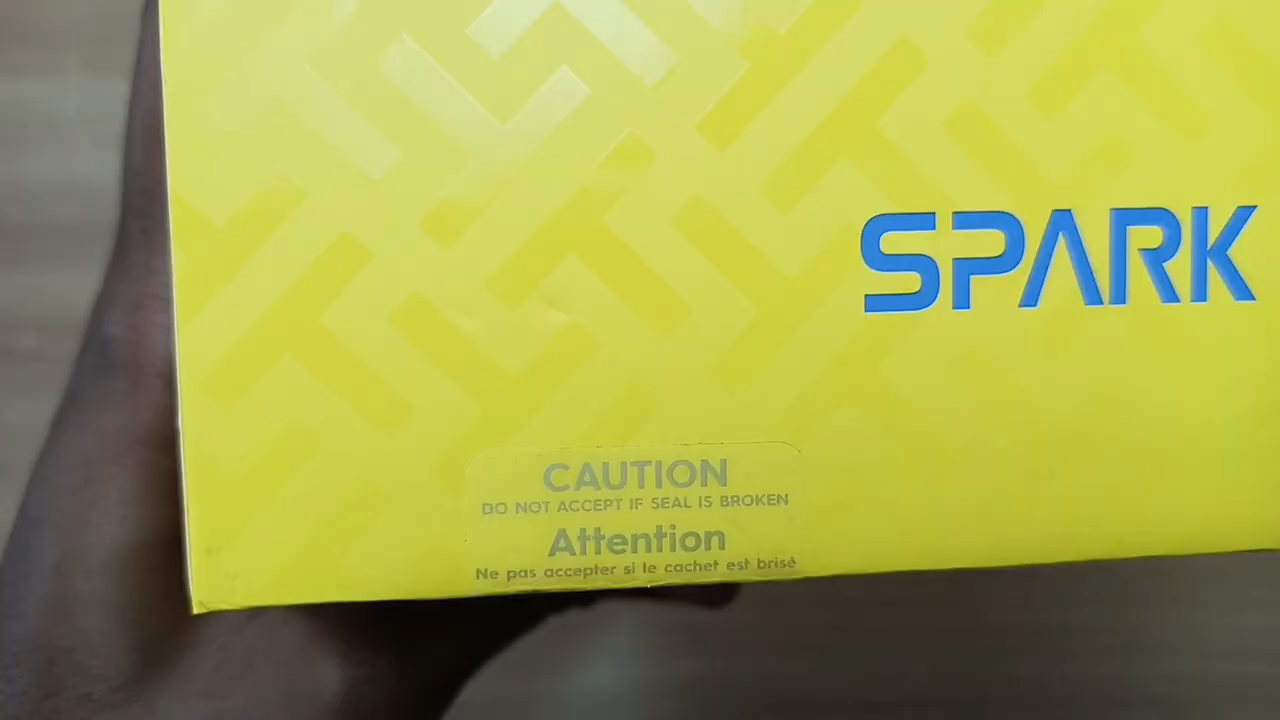 SPARK
CAUTION
DO NOT ACCEPT IF SEAL IS BROKEN
Attention
Ne pas accepter si le cachet est brisé